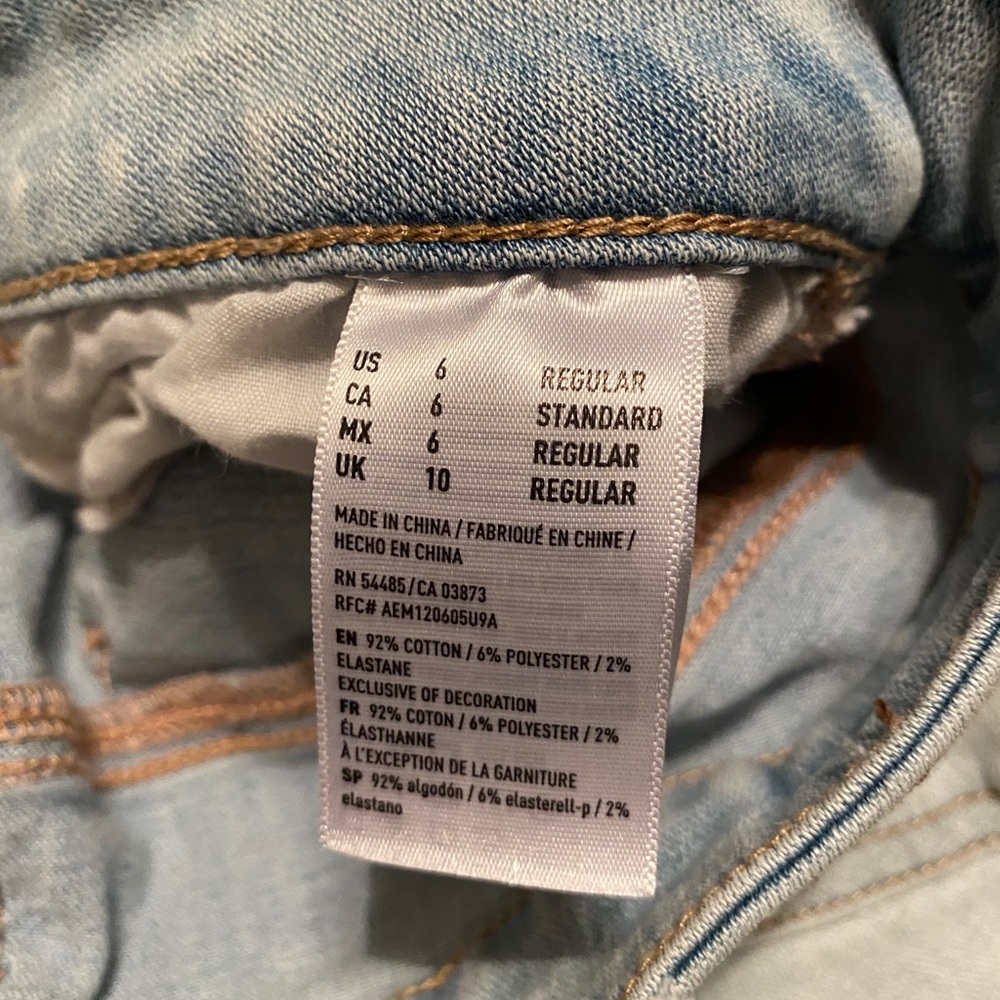 US 6 REGULAR
CA 6 STANDARD
MX 6 REGULAR
UK 10 REGULAR
MADE IN CHINA / FABRIQUÉ EN CHINE /
HECHO EN CHINA
RN 54485/CA 03873
RFC# AEM120605U9A
EN 92% COTTON / 6% POLYESTER / 2%
ELASTANE
EXCLUSIVE OF DECORATION
FR 92% COTON / 6% POLYESTER / 2%
ÉLASTHANNE
À L'EXCEPTION DE LA GARNITURE
SP 92% algodón / 6% elasterell-p / 2%
elastano